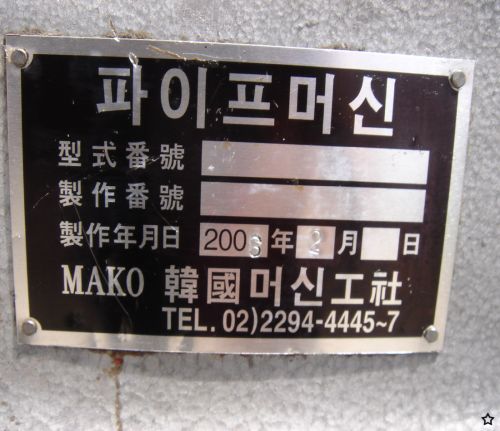 파이프머신
型式番號
製作番號
製作年月日 200 年 2 月 日
MAKO 韓國머신工社
TEL. 02)2294-4445~7